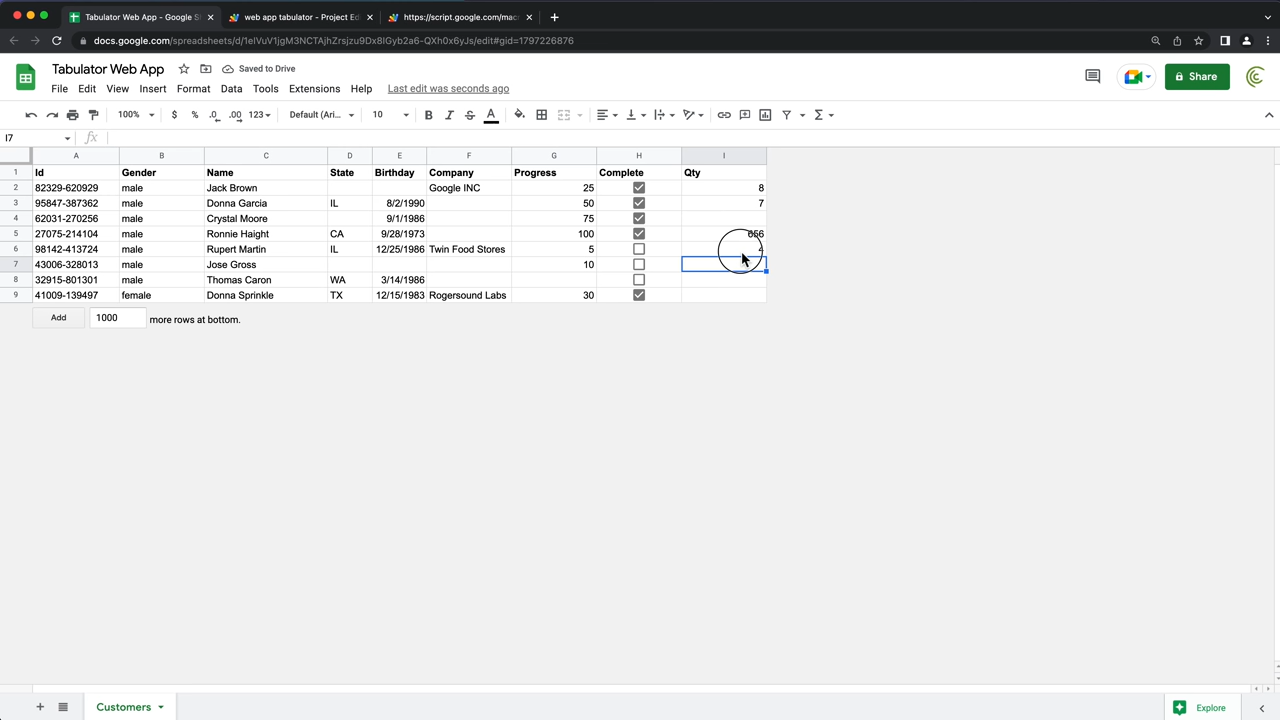 Tabulator Web App - Google S
web app tabulator - Project Ed
https://script.google.com/mac
docs.google.com/spreadsheets/d/1eIVuV1jgM3NCTAjhZrsjzu9Dx8lGyb2a6-QXh0x6yJs/edit#gid=1797226876
Tabulator Web App
Saved to Drive
File Edit View Insert Format Data Tools Extensions Help Last edit was seconds ago
Share
100% $ % .0 .00 123 Default (Ari... 10 B I S A
I7 fx
A B C D E F G H I
1 Id Gender Name State Birthday Company Progress Complete Qty
2 82329-620929 male Jack Brown Google INC 25 8
3 95847-387362 male Donna Garcia IL 8/2/1990 50 7
4 62031-270256 male Crystal Moore 9/1/1986 75
5 27075-214104 male Ronnie Haight CA 9/28/1973 100 656
6 98142-413724 male Rupert Martin IL 12/25/1986 Twin Food Stores 5 4
7 43006-328013 male Jose Gross 10
8 32915-801301 male Thomas Caron WA 3/14/1986
9 41009-139497 female Donna Sprinkle TX 12/15/1983 Rogersound Labs 30
Add 1000 more rows at bottom.
Customers
Explore